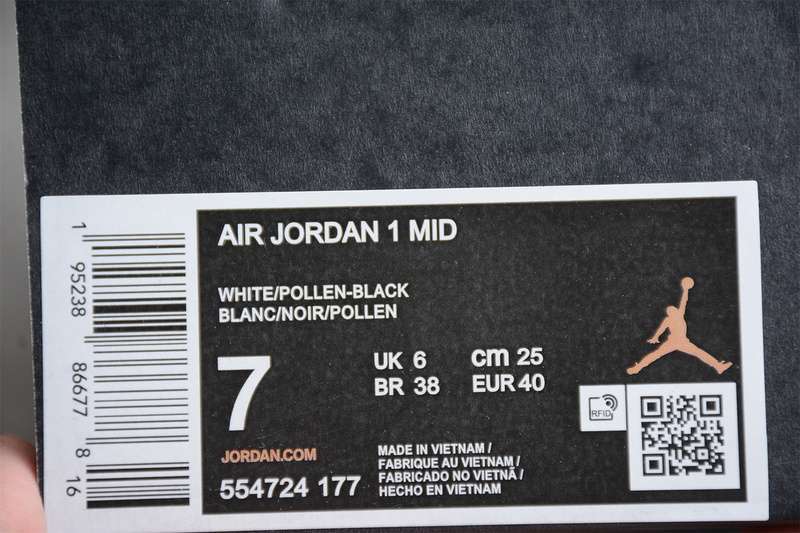 AIR JORDAN 1 MID
WHITE/POLLEN-BLACK
BLANC/NOIR/POLLEN
7
UK 6
cm 25
BR 38
EUR 40
RFID
JORDAN.COM
554724 177
MADE IN VIETNAM /
FABRIQUE AU VIETNAM /
FABRICADO NO VIETNÃ /
HECHO EN VIETNAM
1 95238 86677 8 16